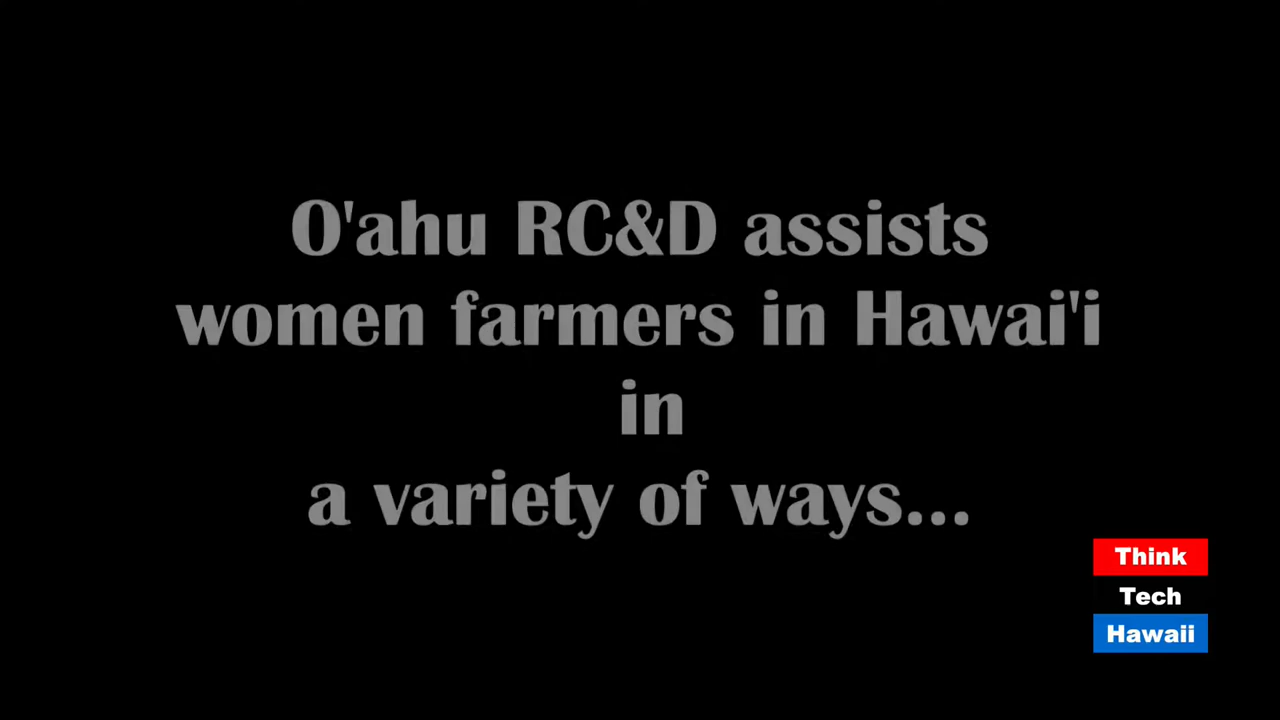 O'ahu RC&D assists
women farmers in Hawai'i
in
a variety of ways...
Think
Tech
Hawaii